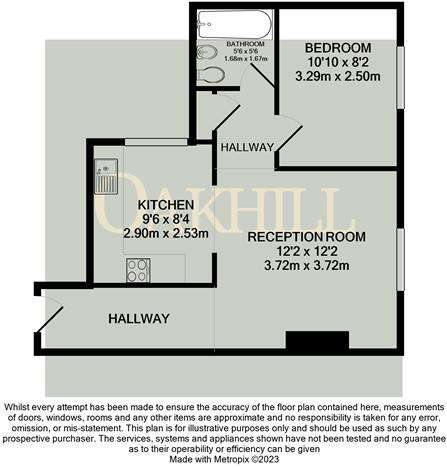 BATHROOM
5'6 x 5'6
1.68m x 1.67m
BEDROOM
10'10 x 8'2
3.29m x 2.50m
HALLWAY
OAKHILL
KITCHEN
9'6 x 8'4
2.90m x 2.53m
RECEPTION ROOM
12'2 x 12'2
3.72m x 3.72m
HALLWAY
Whilst every attempt has been made to ensure the accuracy of the floor plan contained here, measurements
of doors, windows, rooms and any other items are approximate and no responsibility is taken for any error,
omission, or mis-statement. This plan is for illustrative purposes only and should be used as such by any
prospective purchaser. The services, systems and appliances shown have not been tested and no guarantee
as to their operability or efficiency can be given
Made with Metropix ©2023